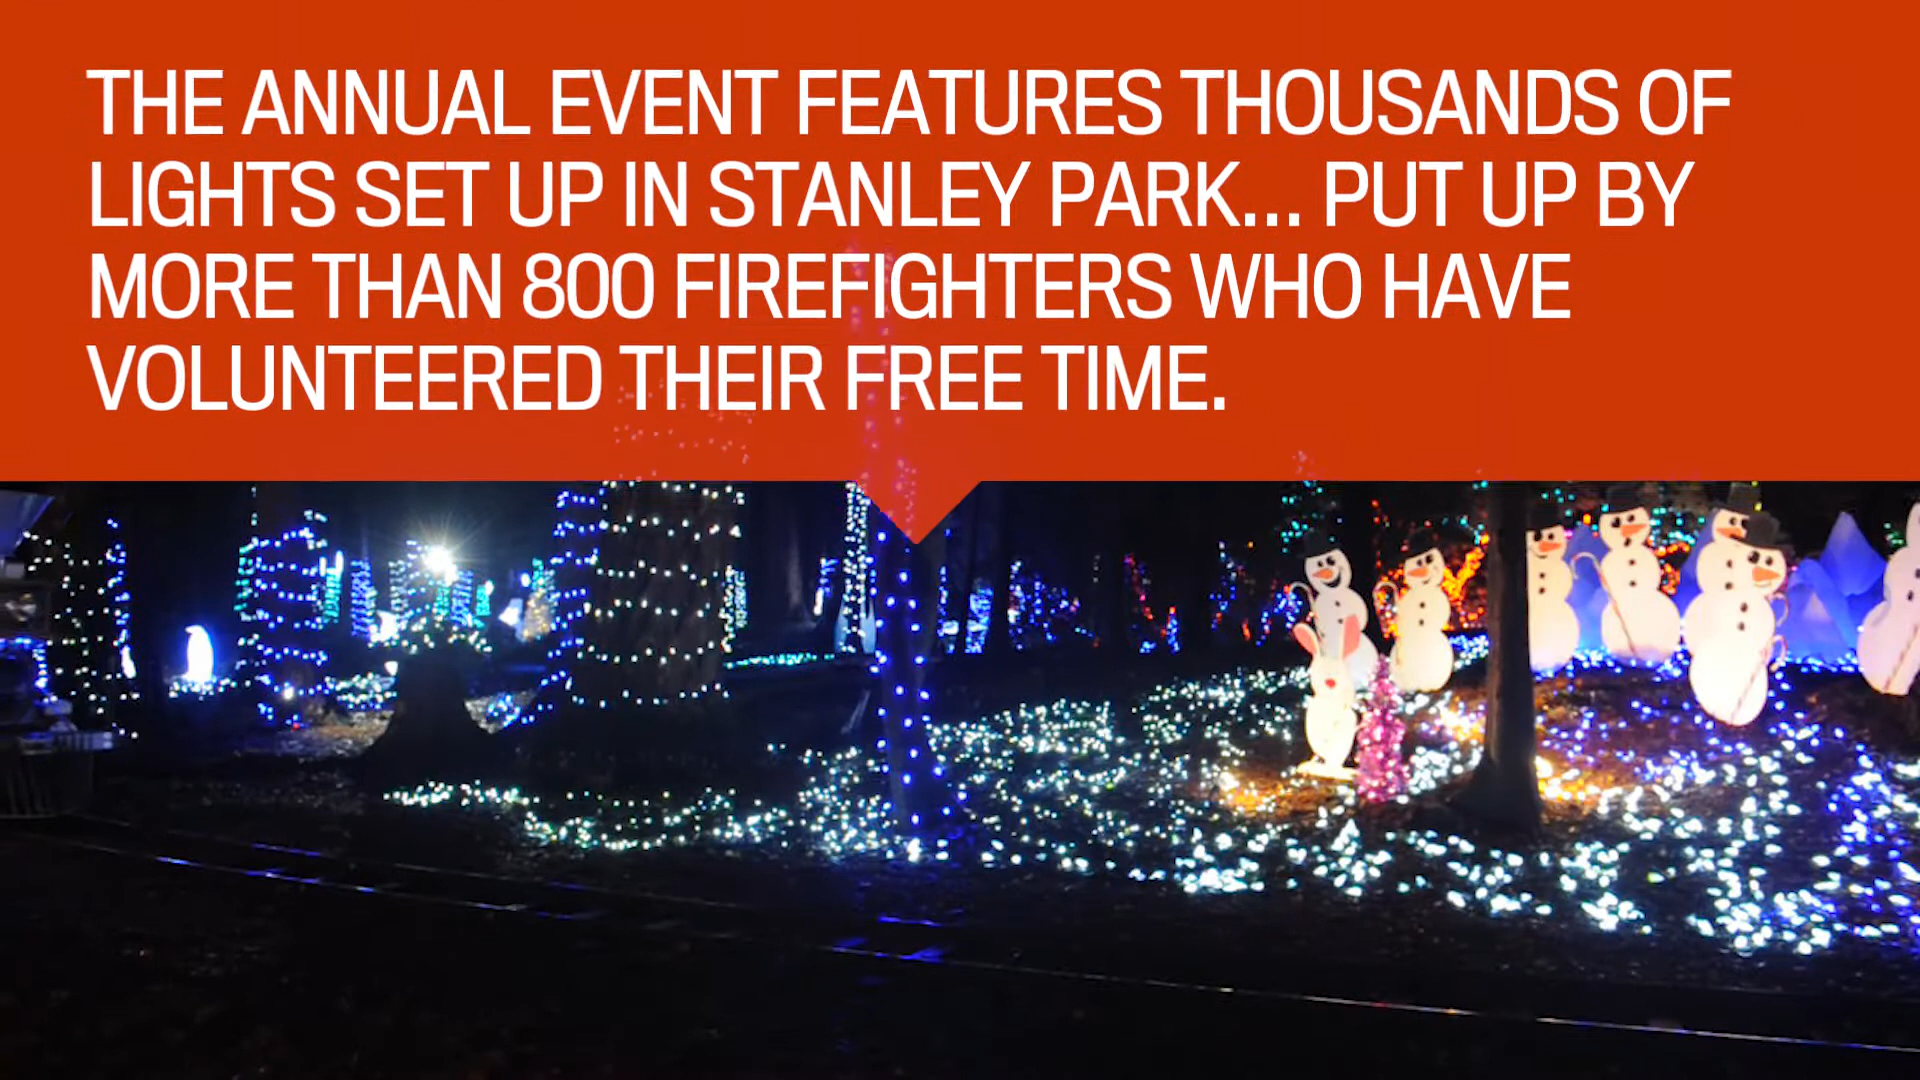 THE ANNUAL EVENT FEATURES THOUSANDS OF
LIGHTS SET UP IN STANLEY PARK... PUT UP BY
MORE THAN 800 FIREFIGHTERS WHO HAVE
VOLUNTEERED THEIR FREE TIME.